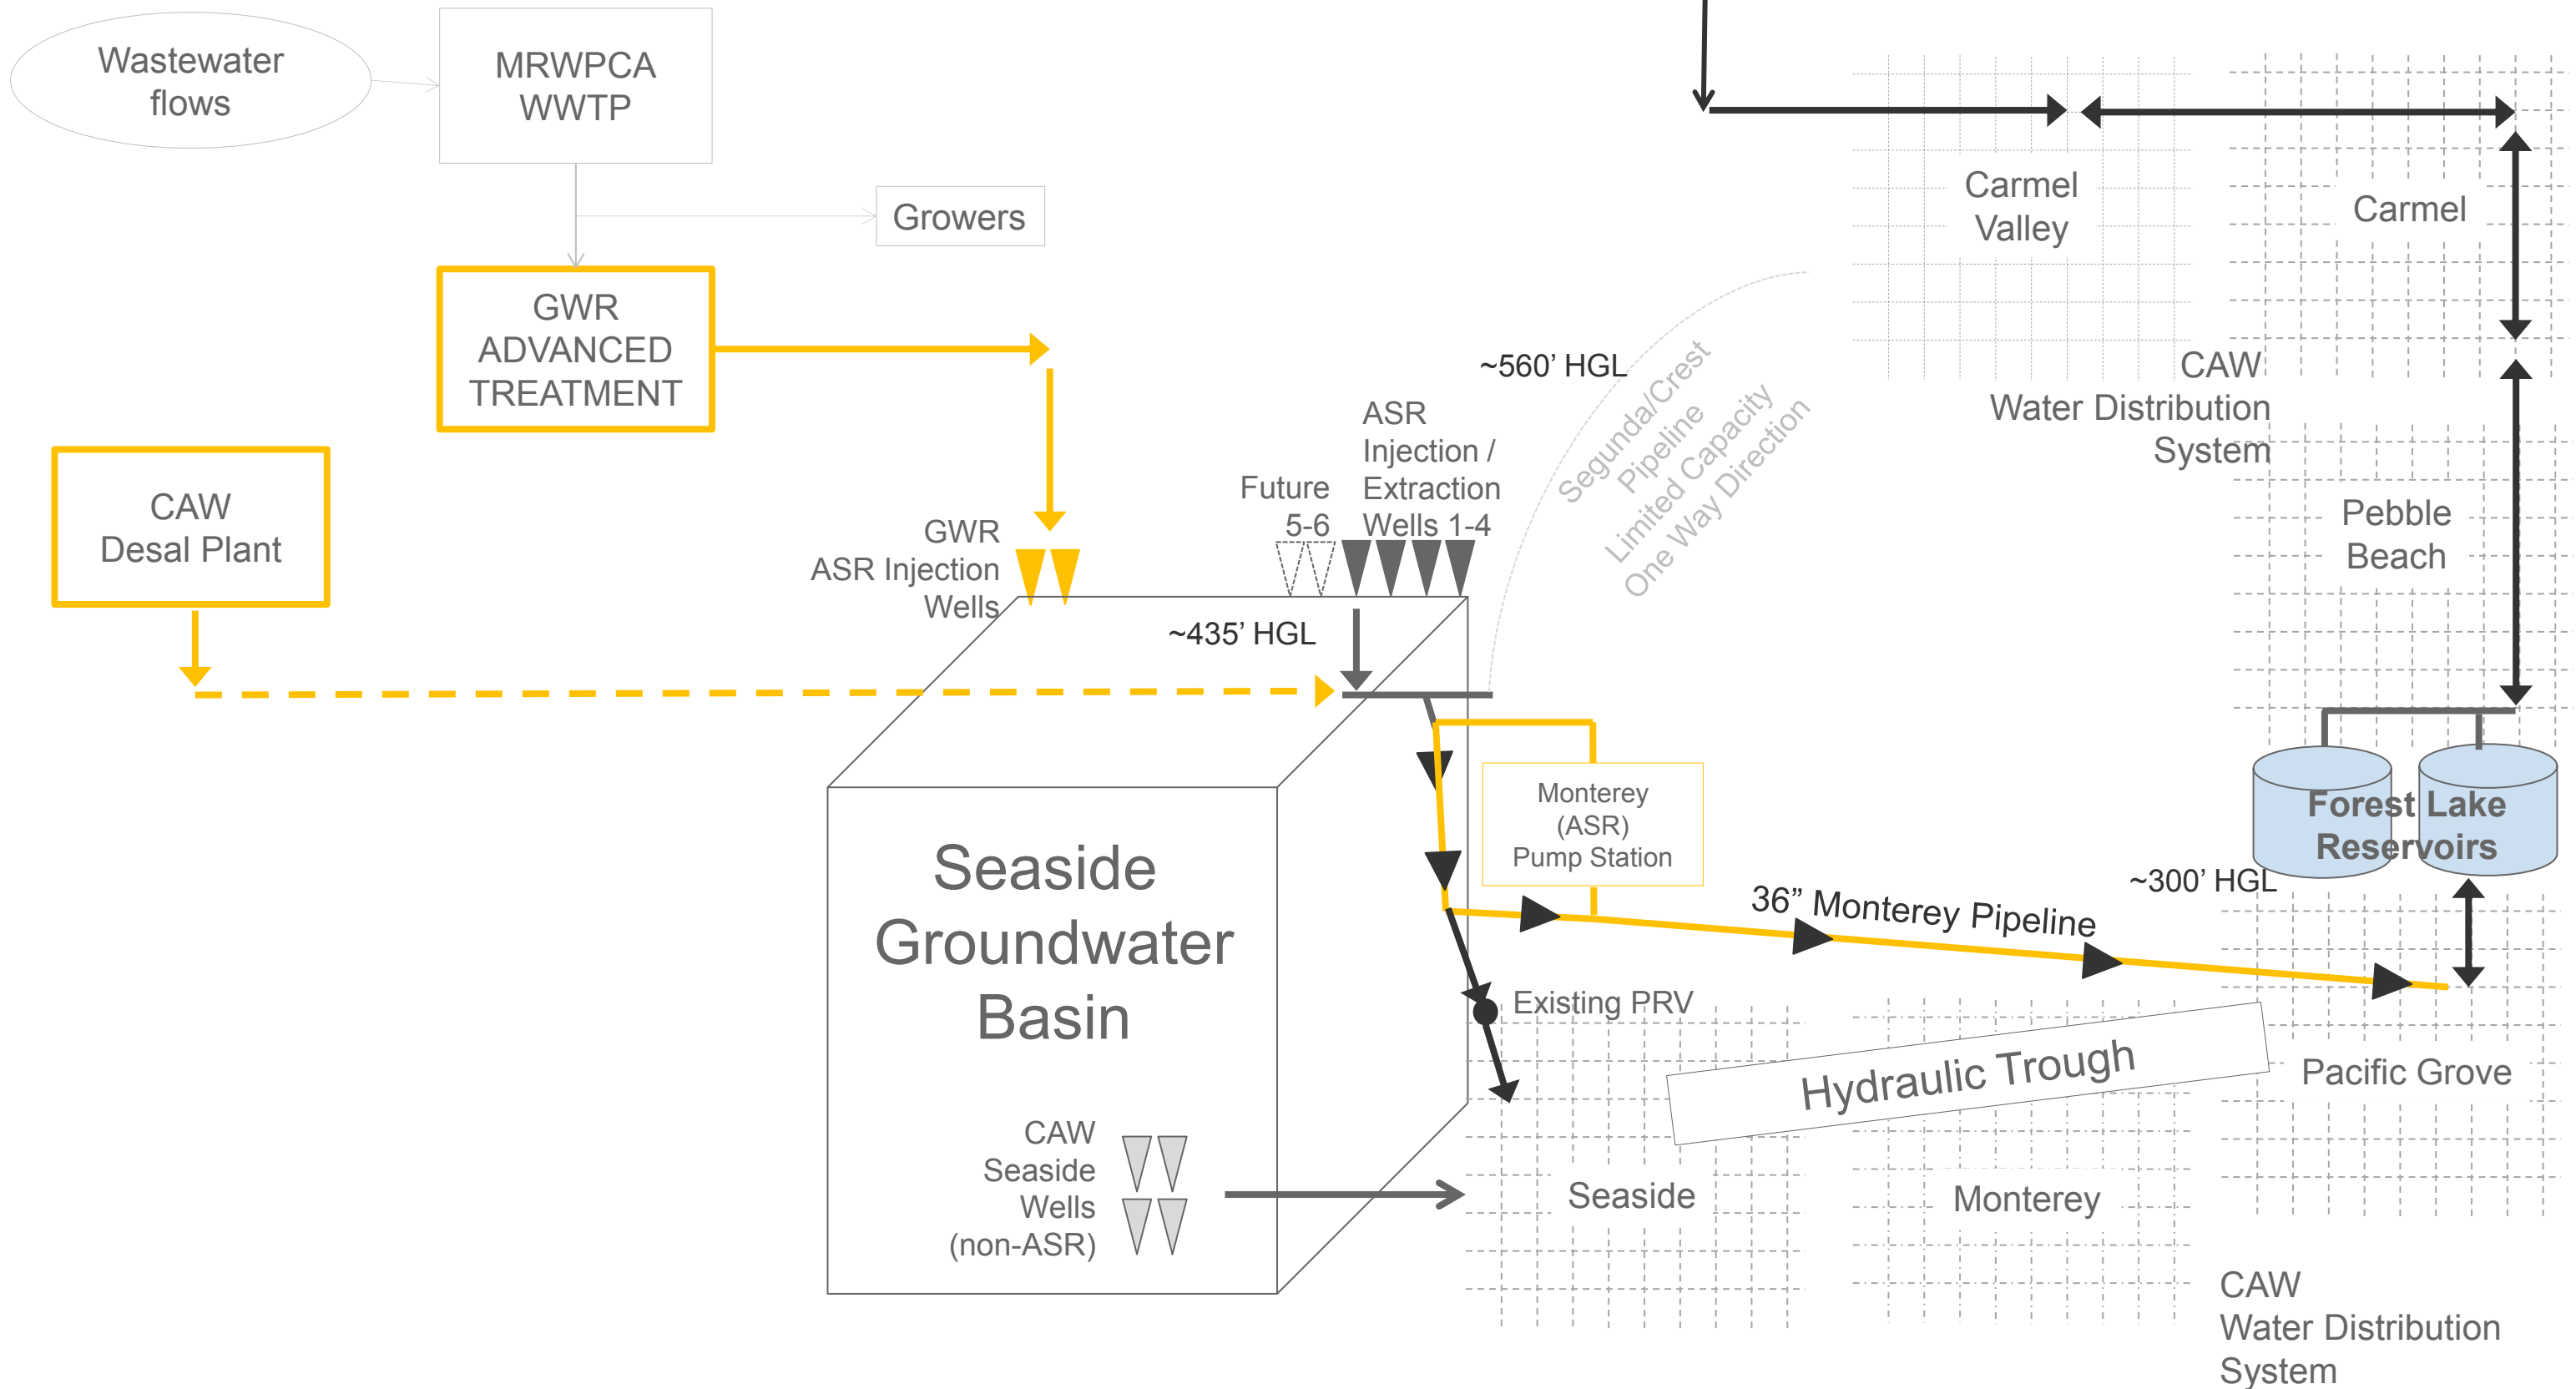 Wastewater
flows
MRWPCA
WWTP
Growers
GWR
ADVANCED
TREATMENT
CAW
Desal Plant
GWR
ASR Injection
Wells
Future
5-6
ASR
Injection /
Extraction
Wells 1-4
~560’ HGL
~435’ HGL
Segunda/Crest
Pipeline
Limited Capacity
One Way Direction
Carmel
Valley
Carmel
CAW
Water Distribution
System
Pebble
Beach
Forest Lake
Reservoirs
~300’ HGL
Monterey
(ASR)
Pump Station
36” Monterey Pipeline
Existing PRV
Seaside
Groundwater
Basin
CAW
Seaside
Wells
(non-ASR)
Hydraulic Trough
Seaside
Monterey
Pacific Grove
CAW
Water Distribution
System